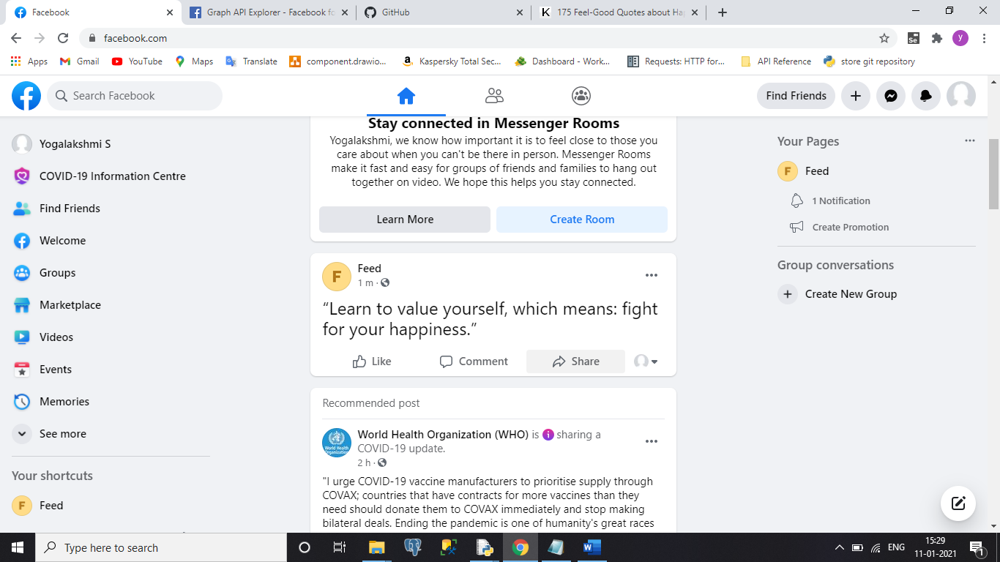 Facebook
Graph API Explorer - Facebook fo
GitHub
K 175 Feel-Good Quotes about Ha
facebook.com
Se
y
Apps
Gmail
YouTube
Maps
Translate
component.drawio...
Kaspersky Total Sec...
Dashboard - Work...
Requests: HTTP for...
API Reference
store git repository
Search Facebook
Find Friends
Yogalakshmi S
COVID-19 Information Centre
Find Friends
Welcome
Groups
Marketplace
Videos
Events
Memories
See more
Your shortcuts
F Feed
Stay connected in Messenger Rooms
Yogalakshmi, we know how important it is to feel close to those you
care about when you can't be there in person. Messenger Rooms
make it fast and easy for groups of friends and families to hang out
together on video. We hope this helps you stay connected.
Learn More
Create Room
F Feed
1 m ·
“Learn to value yourself, which means: fight
for your happiness.”
Like
Comment
Share
Recommended post
World Health Organization (WHO) is sharing a
COVID-19 update.
2 h ·
World Health
Organization
"I urge COVID-19 vaccine manufacturers to prioritise supply through
COVAX; countries that have contracts for more vaccines than they
need should donate them to COVAX immediately and stop making
bilateral deals. Ending the pandemic is one of humanity's great races
Your Pages
F Feed
1 Notification
Create Promotion
Group conversations
Create New Group
Type here to search
ENG
15:29
11-01-2021
1